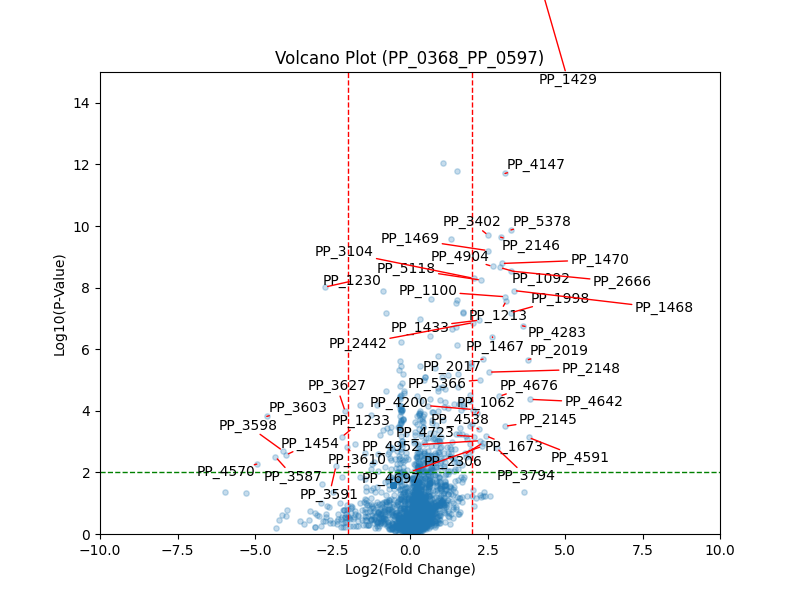 Volcano Plot (PP_0368_PP_0597)
PP_1429
PP_4147
PP_3402
PP_5378
PP_1469
PP_2146
PP_3104
PP_4904
PP_1470
PP_5118
PP_1230
PP_1092
PP_2666
PP_1100
PP_1998
PP_1468
PP_1213
PP_1433
PP_4283
PP_2442
PP_1467
PP_2019
PP_2017
PP_2148
PP_5366
PP_3627
PP_4676
PP_4200
PP_1062
PP_4642
PP_3603
PP_1233
PP_4538
PP_2145
PP_3598
PP_4723
PP_1454
PP_4952
PP_1673
PP_3610
PP_2306
PP_4591
PP_4570
PP_3587
PP_4697
PP_3794
PP_3591
14
12
10
8
6
4
2
0
Log10(P-Value)
−10.0
−7.5
−5.0
−2.5
0.0
2.5
5.0
7.5
10.0
Log2(Fold Change)